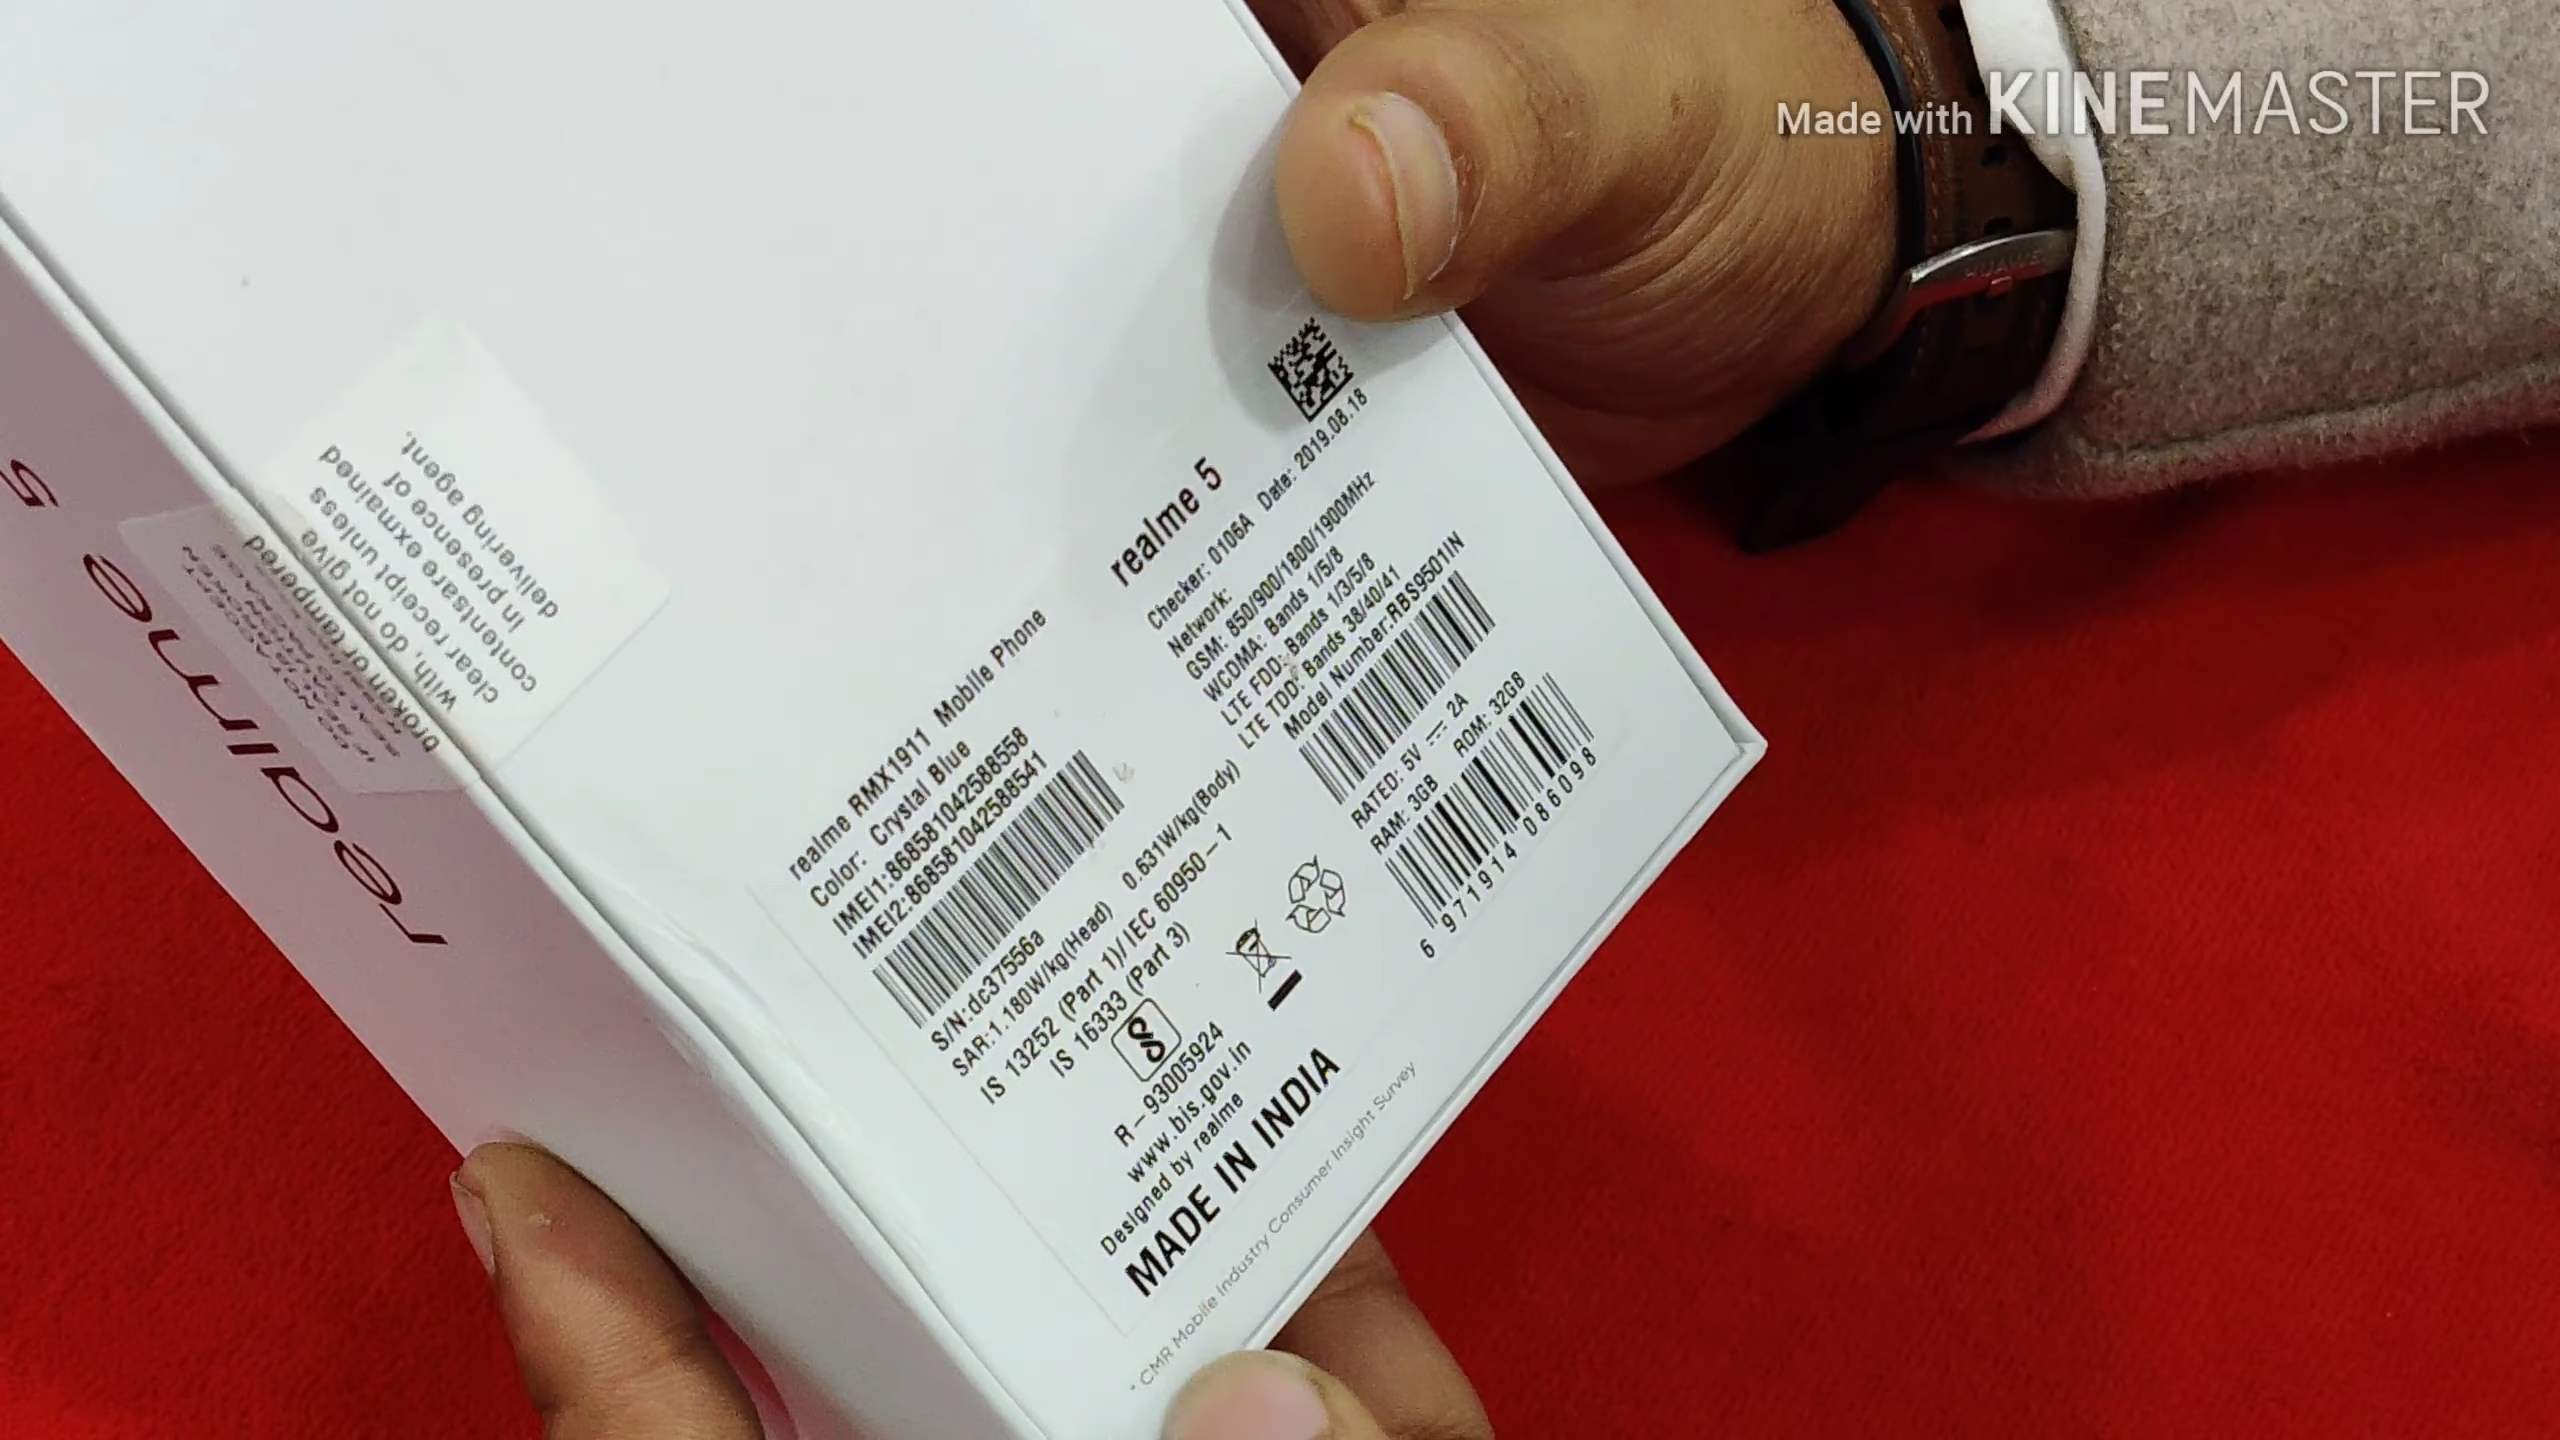 Made with KINEMASTER
realme 5
broken or tampered
with, do not give
clear receipt unless
contentsare exmained
in presence of
delivering agent.
realme 5
Checker: 0106A Date: 2019.08.18
Network:
GSM: 850/900/1800/1900MHz
WCDMA: Bands 1/5/8
LTE FDD: Bands 1/3/5/8
LTE TDD: Bands 38/40/41
Model Number:RBS9501IN
RATED: 5V ⎓ 2A
RAM: 3GB ROM: 32GB
6 971914 086098
realme RMX1911 Mobile Phone
Color: Crystal Blue
IMEI1:868581042588558
IMEI2:868581042588541
S/N:dc37556a
SAR:1.180W/kg(Head) 0.631W/kg(Body)
IS 13252 (Part 1)/ IEC 60950-1
IS 16333 (Part 3)
R-93005924
www.bis.gov.in
Designed by realme
MADE IN INDIA
CMR Mobile Industry Consumer Insight Survey